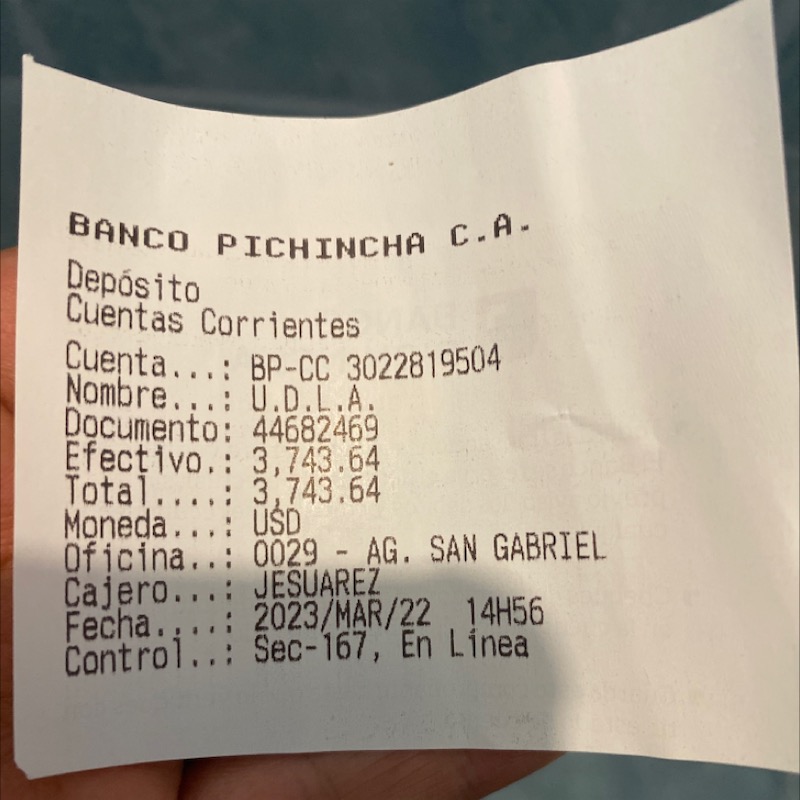 BANCO PICHINCHA C.A.
Depósito
Cuentas Corrientes
Cuenta...: BP-CC 3022819504
Nombre...: U.D.L.A.
Documento: 44682469
Efectivo.: 3,743.64
Total....: 3,743.64
Moneda...: USD
Oficina..: 0029 - AG. SAN GABRIEL
Cajero...: JESUAREZ
Fecha....: 2023/MAR/22 14H56
Control..: Sec-167, En Línea